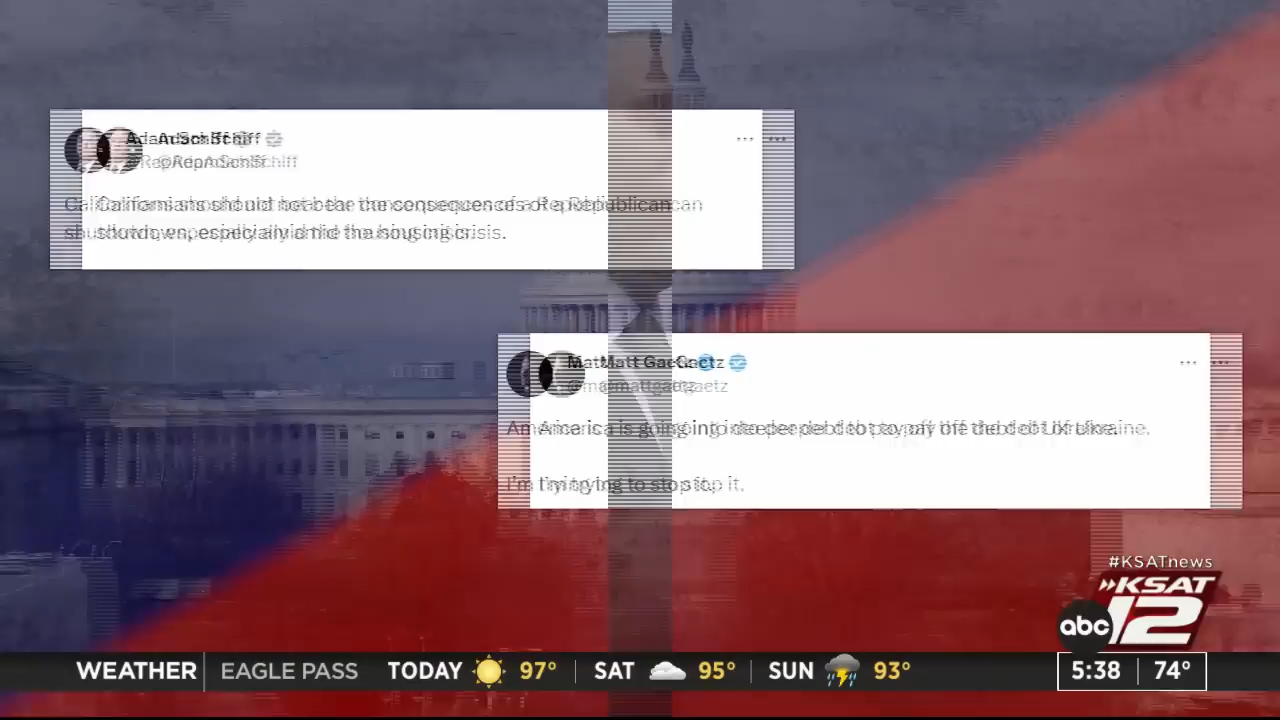 Adam Schiff
@RepAdamSchiff
Californians should not bear the consequences of a Republican
shutdown, especially amid the housing crisis.
Matt Gaetz
@mattgaetz
America is going into deeper debt to pay off the debt of Ukraine.
I'm trying to stop it.
#KSATnews
KSAT
abc 12
WEATHER EAGLE PASS TODAY 97° SAT 95° SUN 93° 5:38 74°